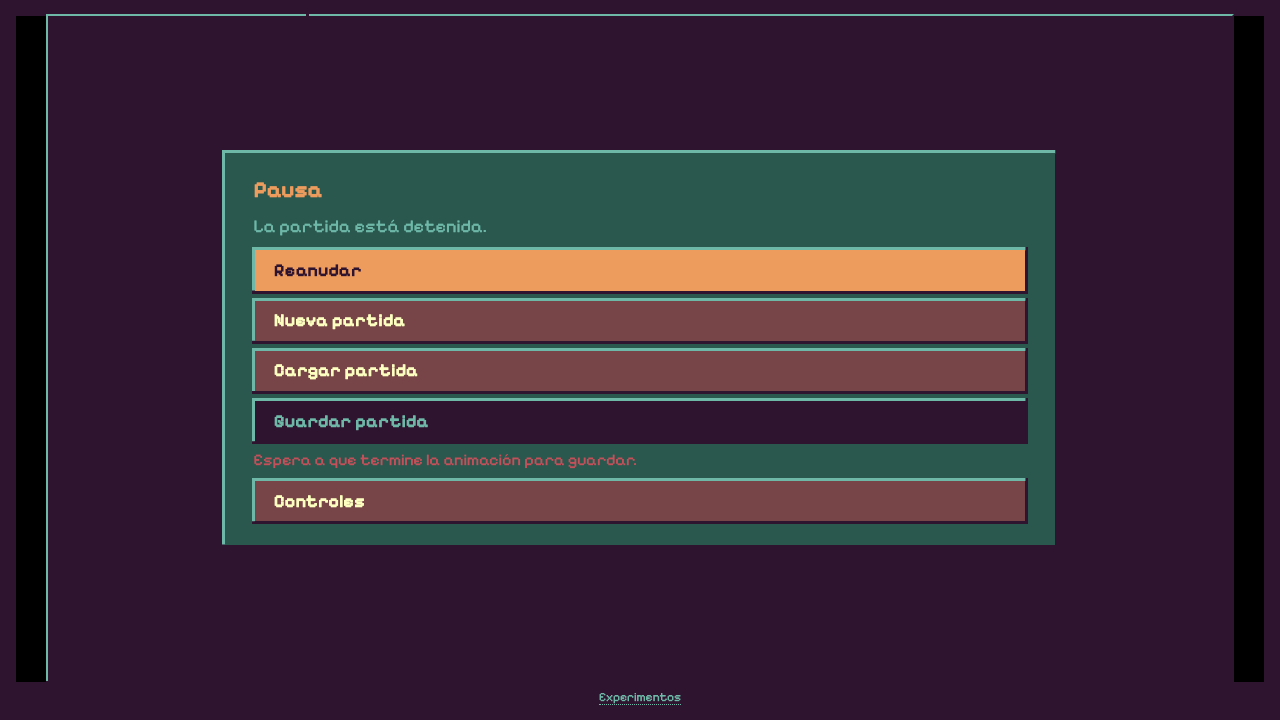 Pausa
La partida está detenida.
Reanudar
Nueva partida
Cargar partida
Guardar partida
Espera a que termine la animación para guardar.
Controles
Experimentos